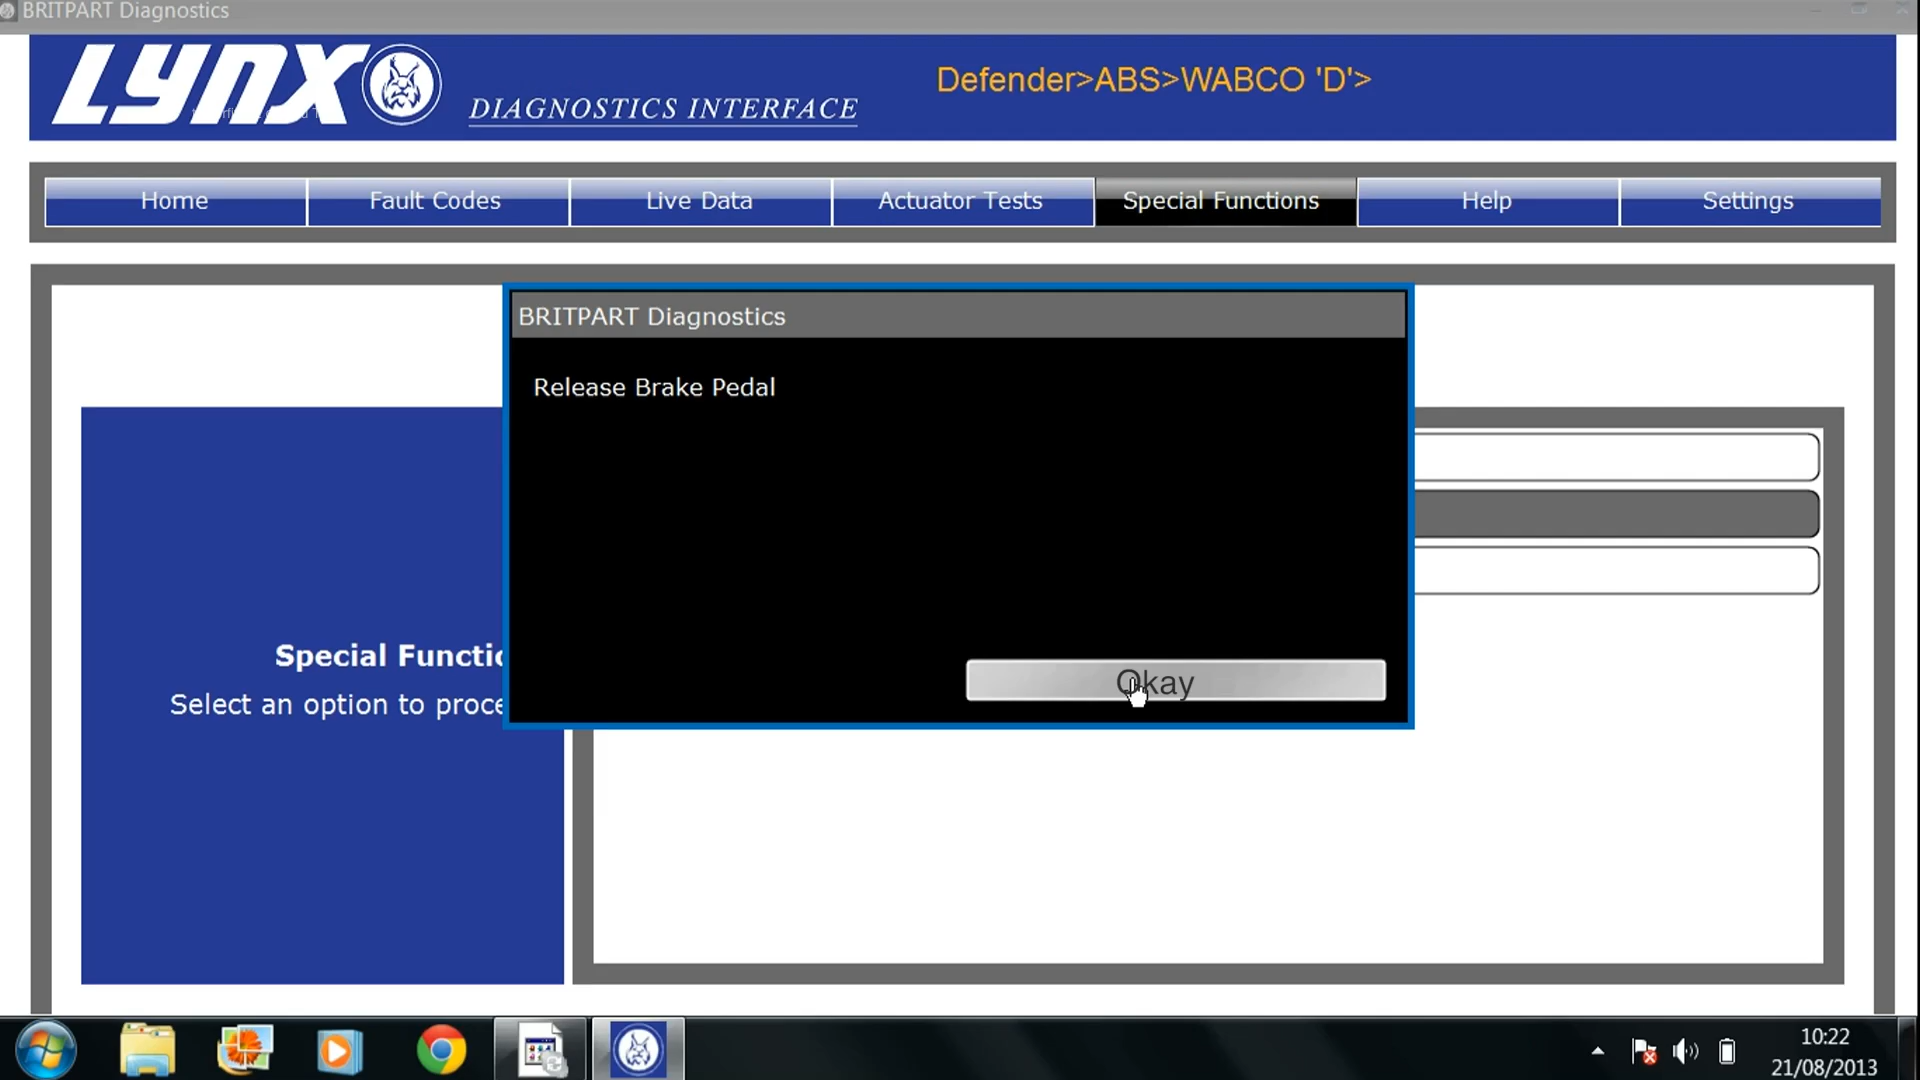 BRITPART Diagnostics
LYNX
DIAGNOSTICS INTERFACE
Defender>ABS>WABCO 'D'>
Home
Fault Codes
Live Data
Actuator Tests
Special Functions
Help
Settings
BRITPART Diagnostics
Release Brake Pedal
Okay
Special Functio
Select an option to proce
10:22
21/08/2013